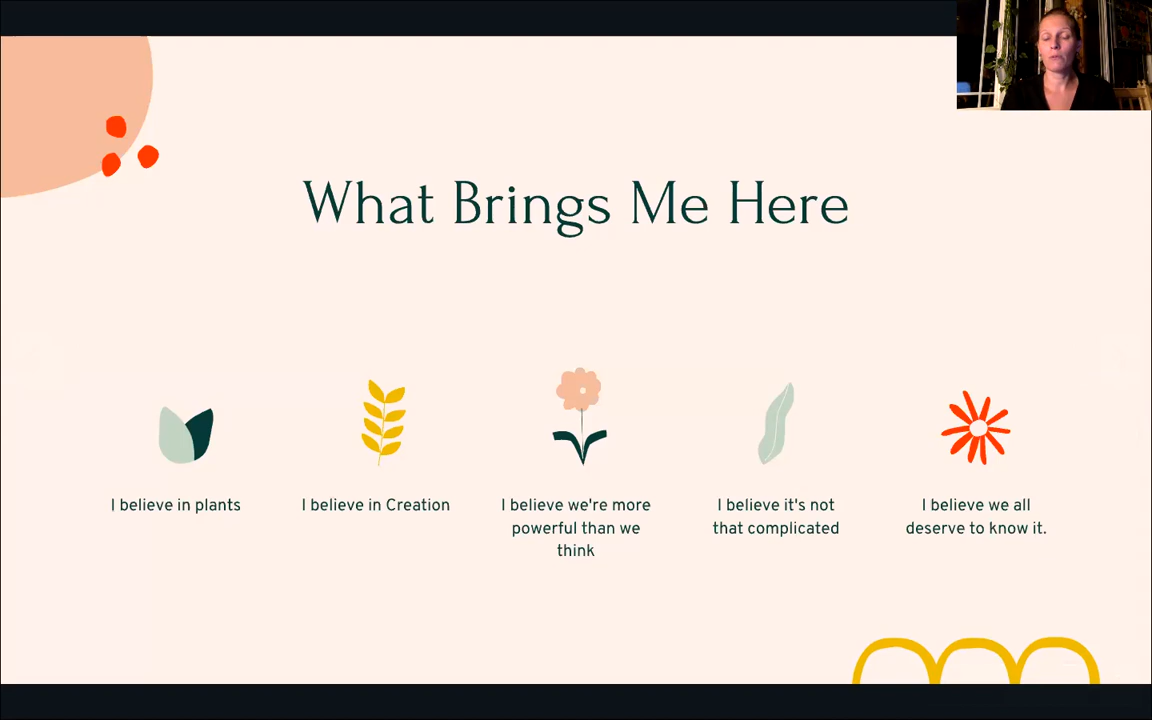 What Brings Me Here
I believe in plants
I believe in Creation
I believe we're more
powerful than we
think
I believe it's not
that complicated
I believe we all
deserve to know it.